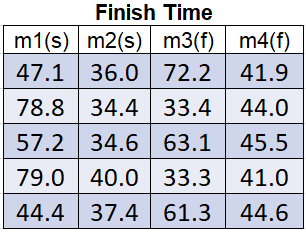 Finish Time
m1(s) m2(s) m3(f) m4(f)
47.1 36.0 72.2 41.9
78.8 34.4 33.4 44.0
57.2 34.6 63.1 45.5
79.0 40.0 33.3 41.0
44.4 37.4 61.3 44.6